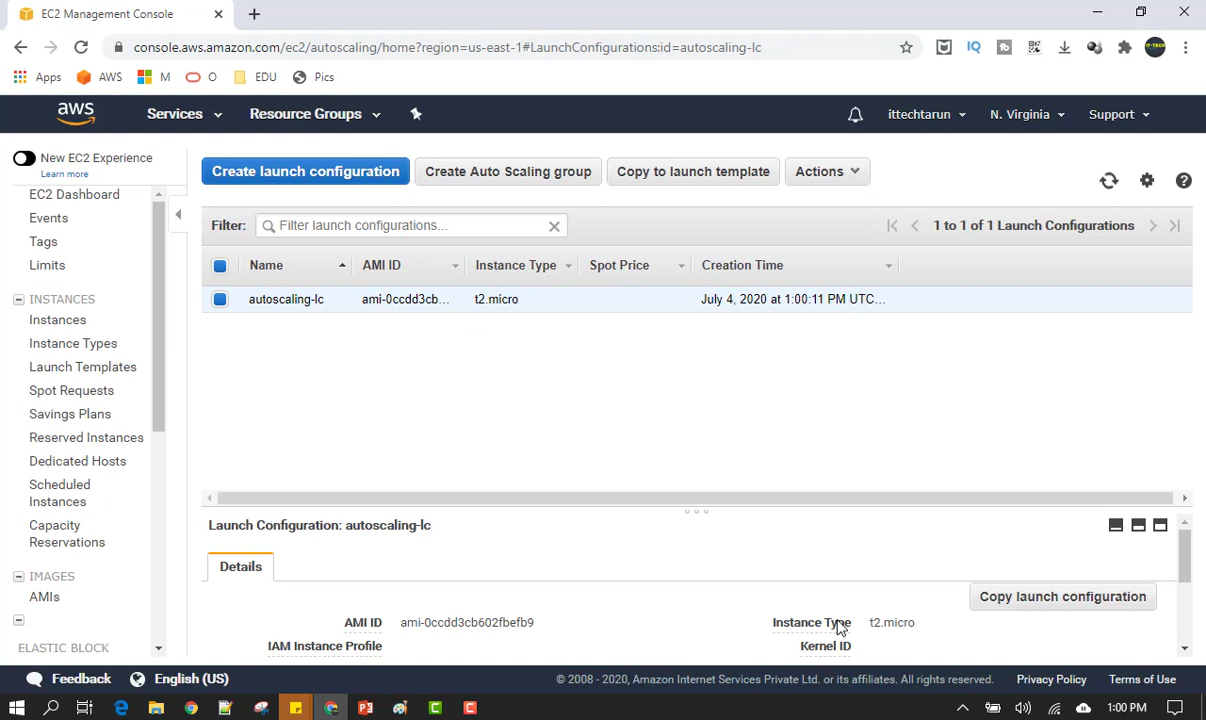 EC2 Management Console
console.aws.amazon.com/ec2/autoscaling/home?region=us-east-1#LaunchConfigurations:id=autoscaling-lc
Apps AWS M O EDU Pics
aws Services Resource Groups ittechtarun N. Virginia Support
New EC2 Experience
Learn more
EC2 Dashboard
Events
Tags
Limits
INSTANCES
Instances
Instance Types
Launch Templates
Spot Requests
Savings Plans
Reserved Instances
Dedicated Hosts
Scheduled
Instances
Capacity
Reservations
IMAGES
AMIs
ELASTIC BLOCK
Create launch configuration Create Auto Scaling group Copy to launch template Actions
Filter: Filter launch configurations... 1 to 1 of 1 Launch Configurations
Name AMI ID Instance Type Spot Price Creation Time
autoscaling-lc ami-0ccdd3cb... t2.micro July 4, 2020 at 1:00:11 PM UTC...
Launch Configuration: autoscaling-lc
Details
Copy launch configuration
AMI ID ami-0ccdd3cb602fbefb9 Instance Type t2.micro
IAM Instance Profile Kernel ID
Feedback English (US) © 2008 - 2020, Amazon Internet Services Private Ltd. or its affiliates. All rights reserved. Privacy Policy Terms of Use
1:00 PM